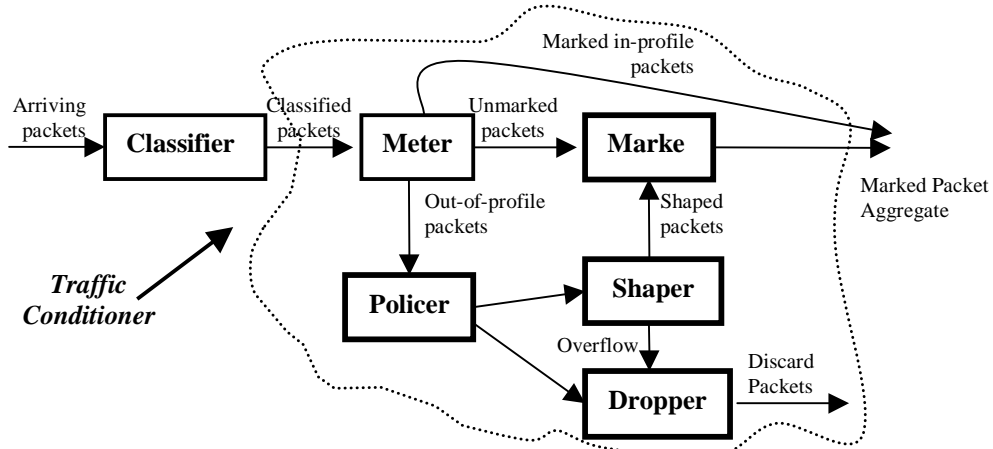 Marked in-profile
packets
Arriving
packets
Classified
packets
Unmarked
packets
Classifier
Meter
Marke
Marked Packet
Aggregate
Out-of-profile
packets
Shaped
packets
Traffic
Conditioner
Policer
Shaper
Overflow
Discard
Packets
Dropper